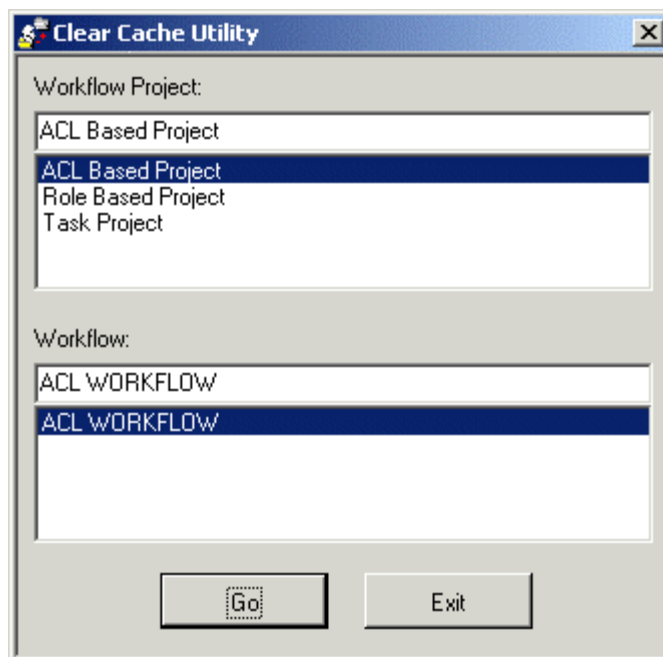 Clear Cache Utility
Workflow Project:
ACL Based Project
ACL Based Project
Role Based Project
Task Project
Workflow:
ACL WORKFLOW
ACL WORKFLOW
Go
Exit